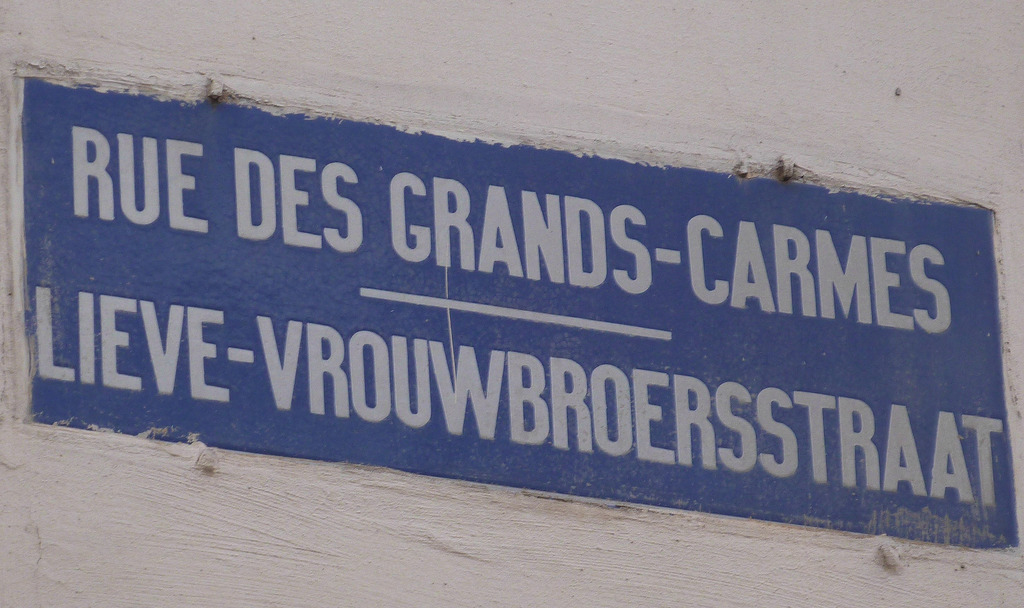 RUE DES GRANDS-CARMES
LIEVE-VROUWBROERSSTRAAT